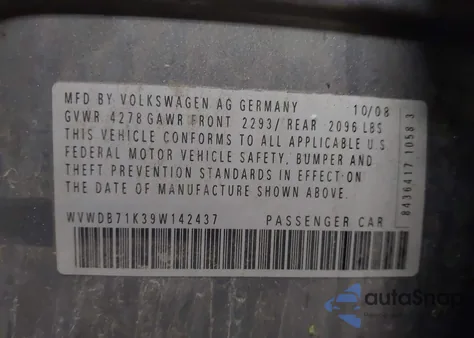 MFD BY VOLKSWAGEN AG GERMANY 10/08
GVWR 4278 GAWR FRONT 2293/ REAR 2096 LBS
THIS VEHICLE CONFORMS TO ALL APPLICABLE U.S
FEDERAL MOTOR VEHICLE SAFETY, BUMPER AND
THEFT PREVENTION STANDARDS IN EFFECT ON
THE DATE OF MANUFACTURE SHOWN ABOVE.
WVWDB71K39W142437 PASSENGER CAR
8436417 1058 3
autoSnap